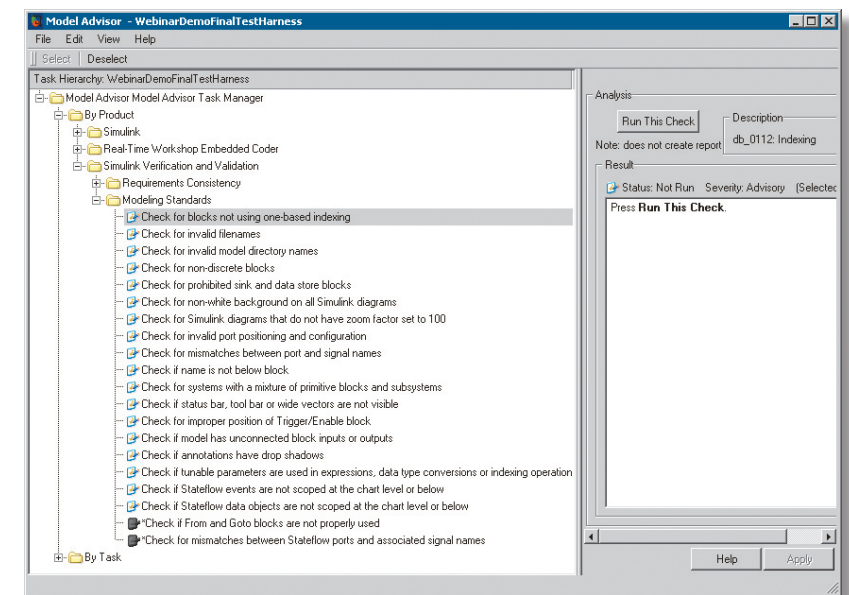 Model Advisor - WebinarDemoFinalTestHarness
File Edit View Help
Select Deselect
Task Hierarchy: WebinarDemoFinalTestHarness
Model Advisor Model Advisor Task Manager
By Product
Simulink
Real-Time Workshop Embedded Coder
Simulink Verification and Validation
Requirements Consistency
Modeling Standards
Check for blocks not using one-based indexing
Check for invalid filenames
Check for invalid model directory names
Check for non-discrete blocks
Check for prohibited sink and data store blocks
Check for non-white background on all Simulink diagrams
Check for Simulink diagrams that do not have zoom factor set to 100
Check for invalid port positioning and configuration
Check for mismatches between port and signal names
Check if name is not below block
Check for systems with a mixture of primitive blocks and subsystems
Check if status bar, tool bar or wide vectors are not visible
Check for improper position of Trigger/Enable block
Check if model has unconnected block inputs or outputs
Check if annotations have drop shadows
Check if tunable parameters are used in expressions, data type conversions or indexing operation
Check if Stateflow events are not scoped at the chart level or below
Check if Stateflow data objects are not scoped at the chart level or below
^Check if From and Goto blocks are not properly used
^Check for mismatches between Stateflow ports and associated signal names
By Task
Analysis
Run This Check
Description
Note: does not create report
db_0112: Indexing
Result
Status: Not Run Severity: Advisory (Selected
Press Run This Check.
Help Apply